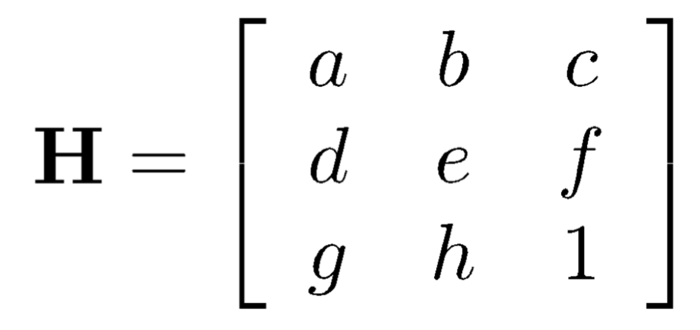 a b c
H = d e f
g h 1